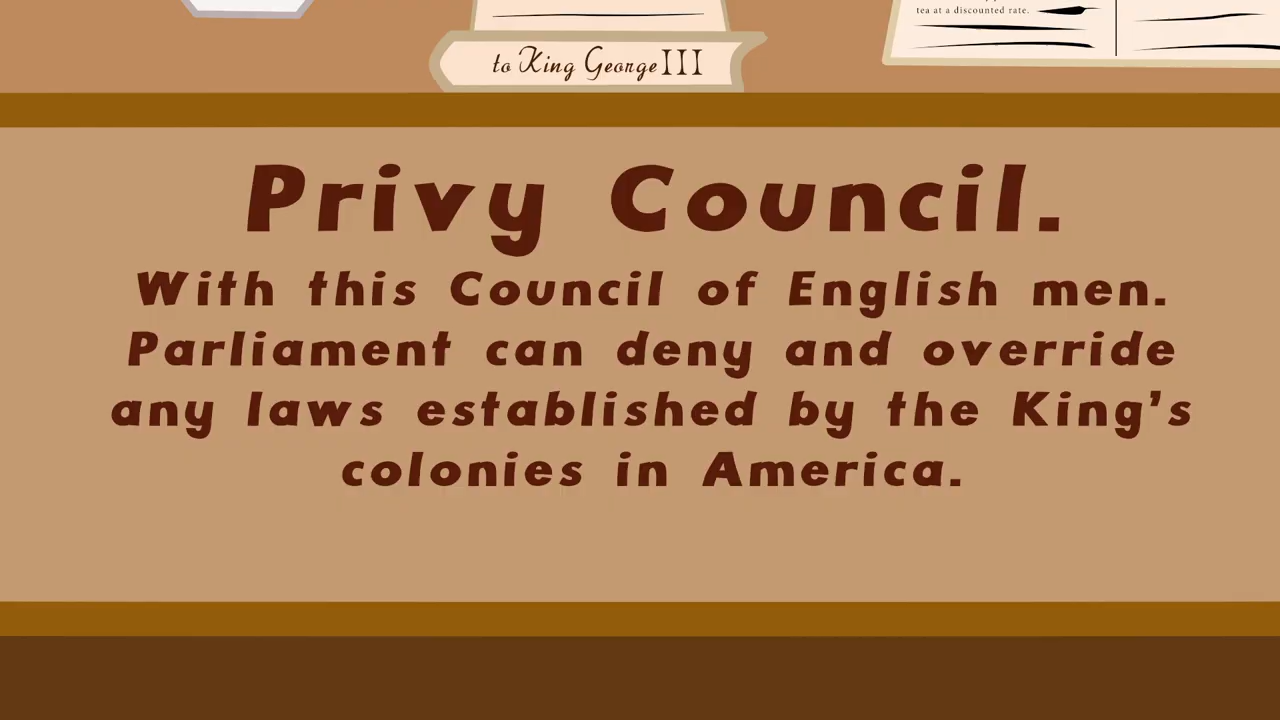 tea at a discounted rate.
to King George III
Privy Council.
With this Council of English men.
Parliament can deny and override
any laws established by the King's
colonies in America.